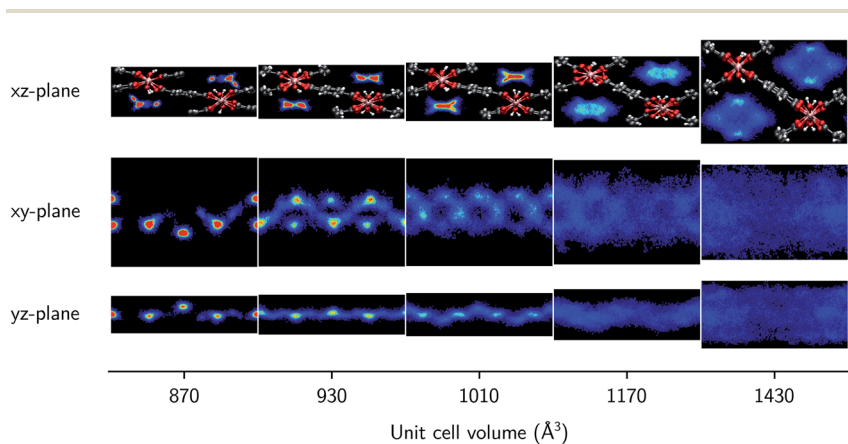 xz-plane
xy-plane
yz-plane
870 930 1010 1170 1430
Unit cell volume (Å³)